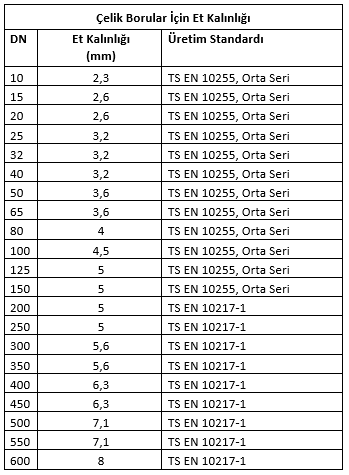 Çelik Borular İçin Et Kalınlığı
DN Et Kalınlığı (mm) Üretim Standardı
10 2,3 TS EN 10255, Orta Seri
15 2,6 TS EN 10255, Orta Seri
20 2,6 TS EN 10255, Orta Seri
25 3,2 TS EN 10255, Orta Seri
32 3,2 TS EN 10255, Orta Seri
40 3,2 TS EN 10255, Orta Seri
50 3,6 TS EN 10255, Orta Seri
65 3,6 TS EN 10255, Orta Seri
80 4 TS EN 10255, Orta Seri
100 4,5 TS EN 10255, Orta Seri
125 5 TS EN 10255, Orta Seri
150 5 TS EN 10255, Orta Seri
200 5 TS EN 10217-1
250 5 TS EN 10217-1
300 5,6 TS EN 10217-1
350 5,6 TS EN 10217-1
400 6,3 TS EN 10217-1
450 6,3 TS EN 10217-1
500 7,1 TS EN 10217-1
550 7,1 TS EN 10217-1
600 8 TS EN 10217-1